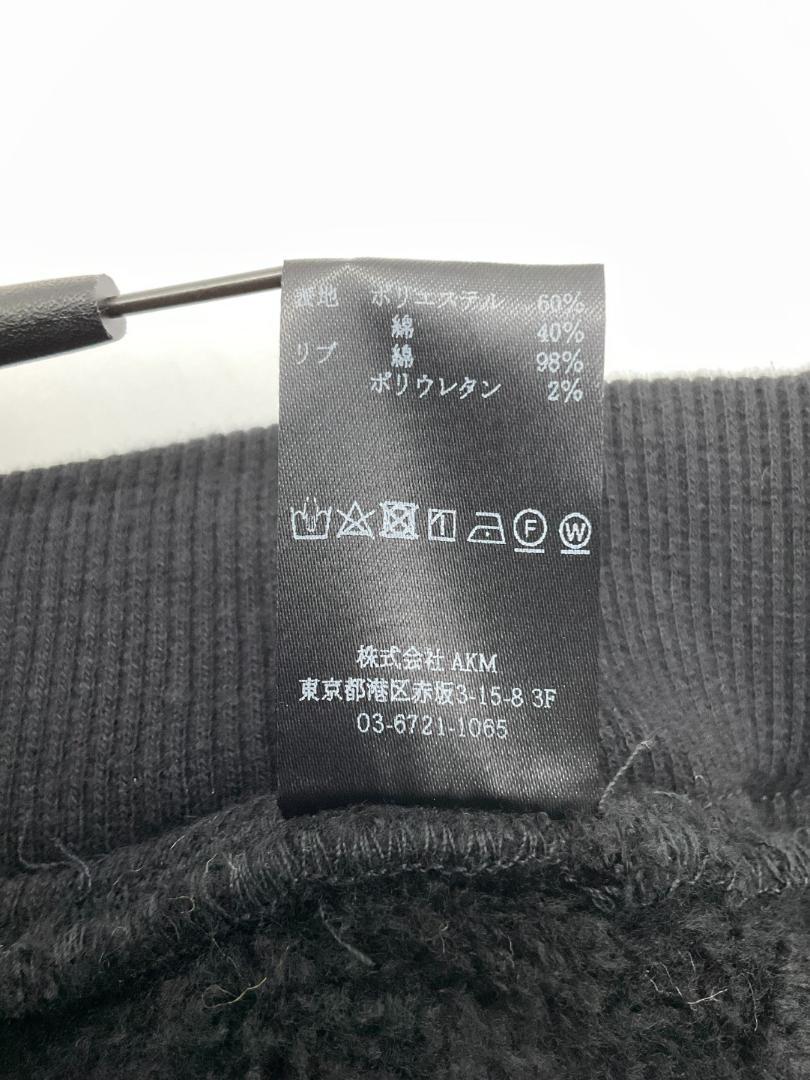 表地 ポリエステル 60%
綿 40%
リブ 綿 98%
ポリウレタン 2%
F W
株式会社 AKM
東京都港区赤坂3-15-8 3F
03-6721-1065